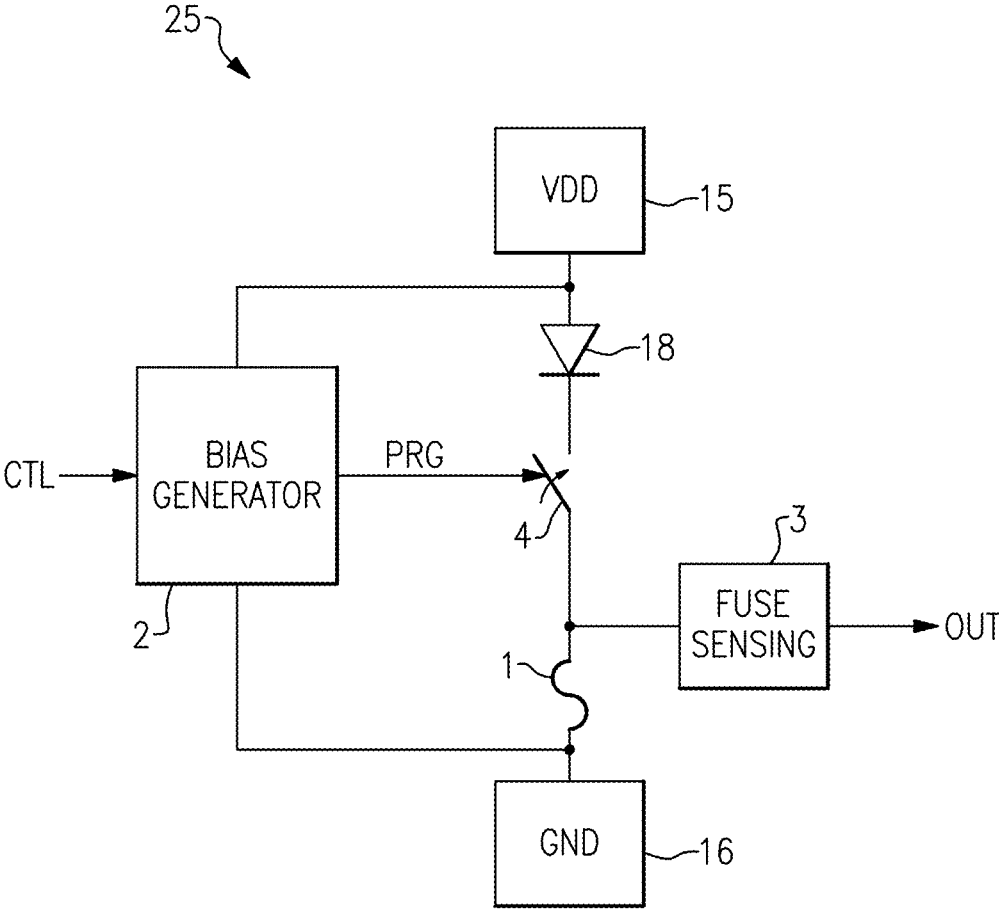 25
VDD
15
18
CTL
BIAS
GENERATOR
PRG
4
2
3
FUSE
SENSING
OUT
1
GND
16